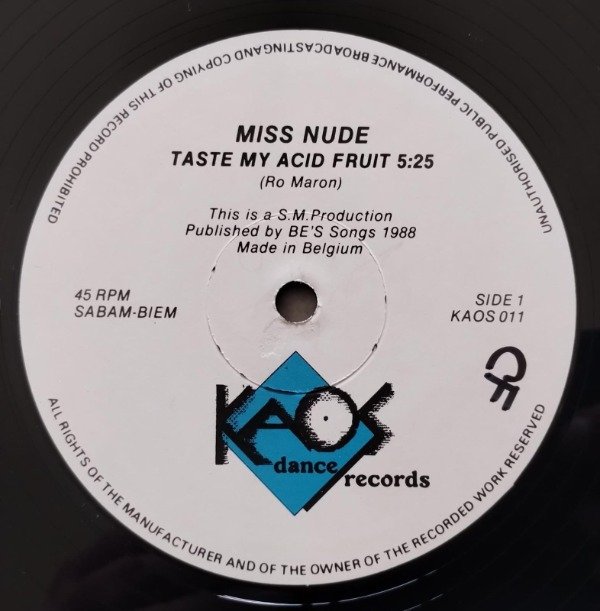 UNAUTHORISED PUBLIC PERFORMANCE BROADCASTING AND COPYING OF THIS RECORD PROHIBITED
MISS NUDE
TASTE MY ACID FRUIT 5:25
(Ro Maron)
This is a S.M.Production
Published by BE'S Songs 1988
Made in Belgium
45 RPM
SABAM-BIEM
SIDE 1
KAOS 011
KAOS
dance
records
ALL RIGHTS OF THE MANUFACTURER AND OF THE OWNER OF THE RECORDED WORK RESERVED